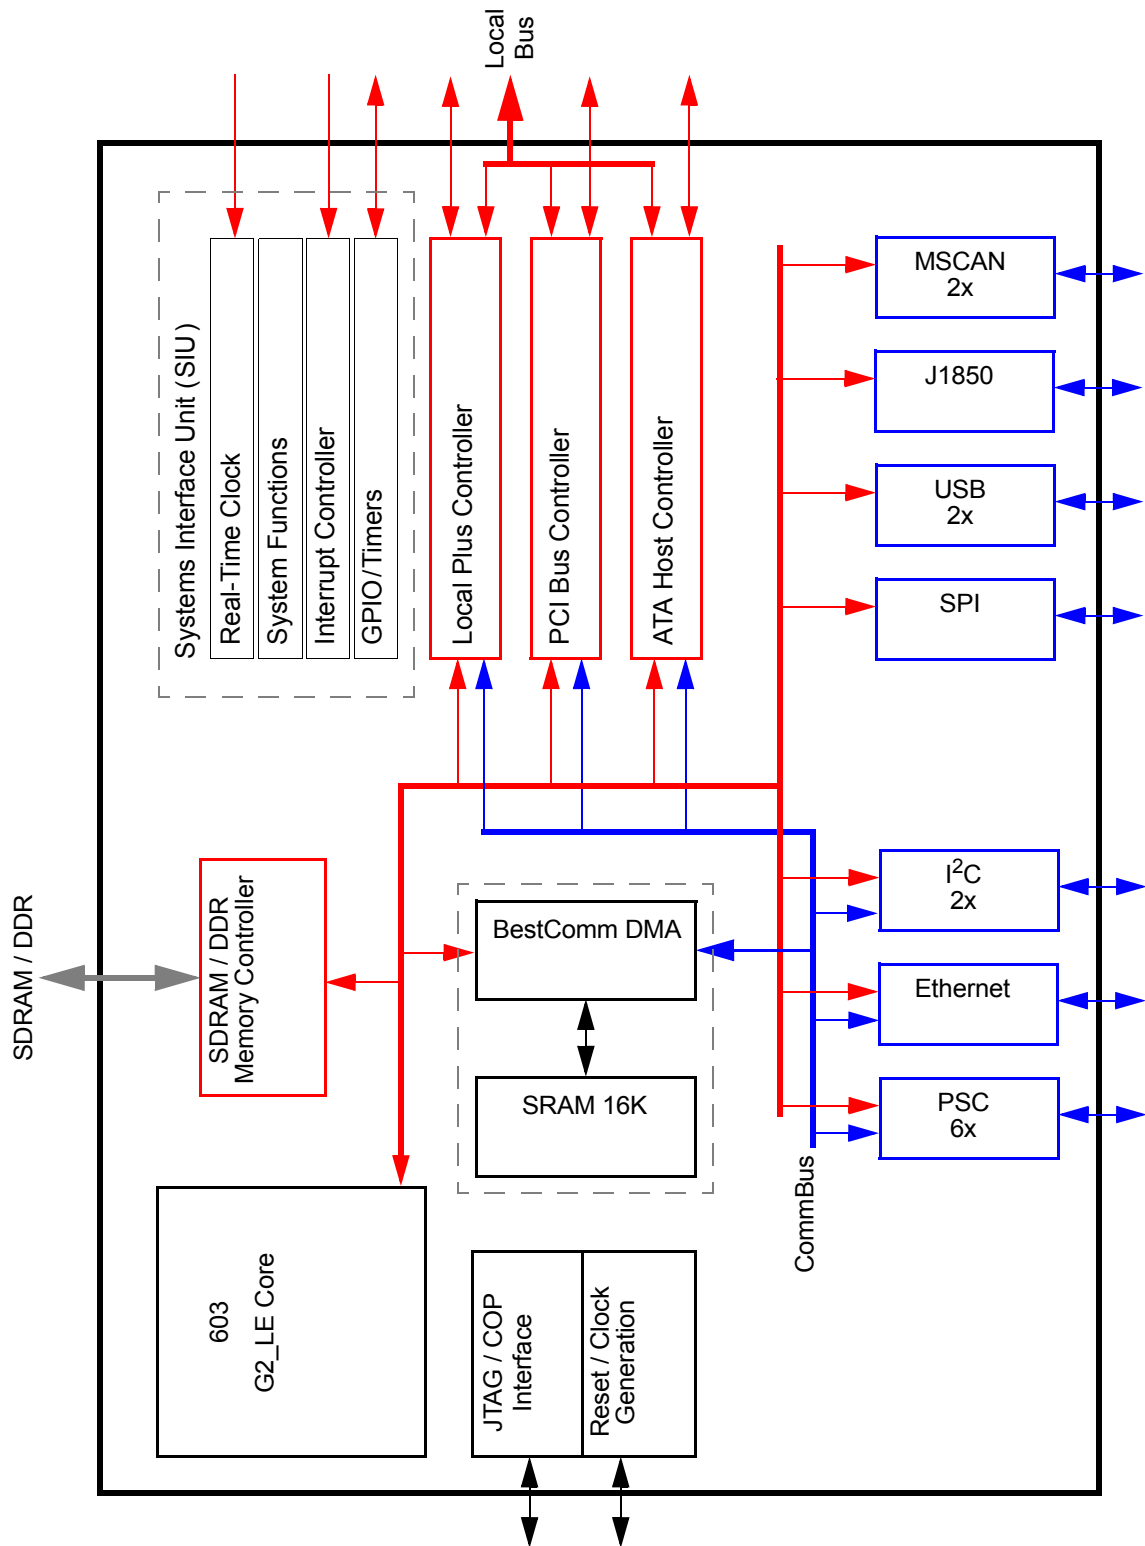 Local
Bus
Systems Interface Unit (SIU)
Real-Time Clock
System Functions
Interrupt Controller
GPIO/Timers
Local Plus Controller
PCI Bus Controller
ATA Host Controller
MSCAN
2x
J1850
USB
2x
SPI
SDRAM / DDR
SDRAM / DDR
Memory Controller
BestComm DMA
SRAM 16K
I²C
2x
Ethernet
PSC
6x
CommBus
603
G2_LE Core
JTAG / COP
Interface
Reset / Clock
Generation